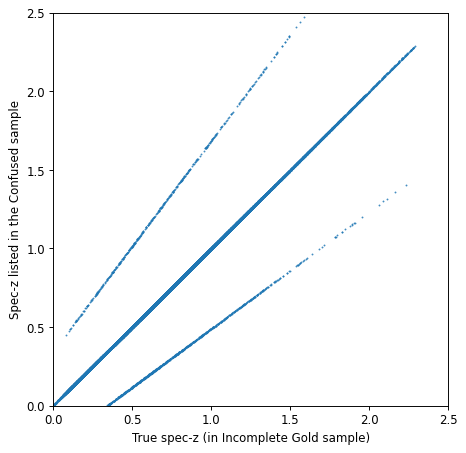 2.5
2.0
1.5
1.0
0.5
0.0
Spec-z listed in the Confused sample
0.0 0.5 1.0 1.5 2.0 2.5
True spec-z (in Incomplete Gold sample)